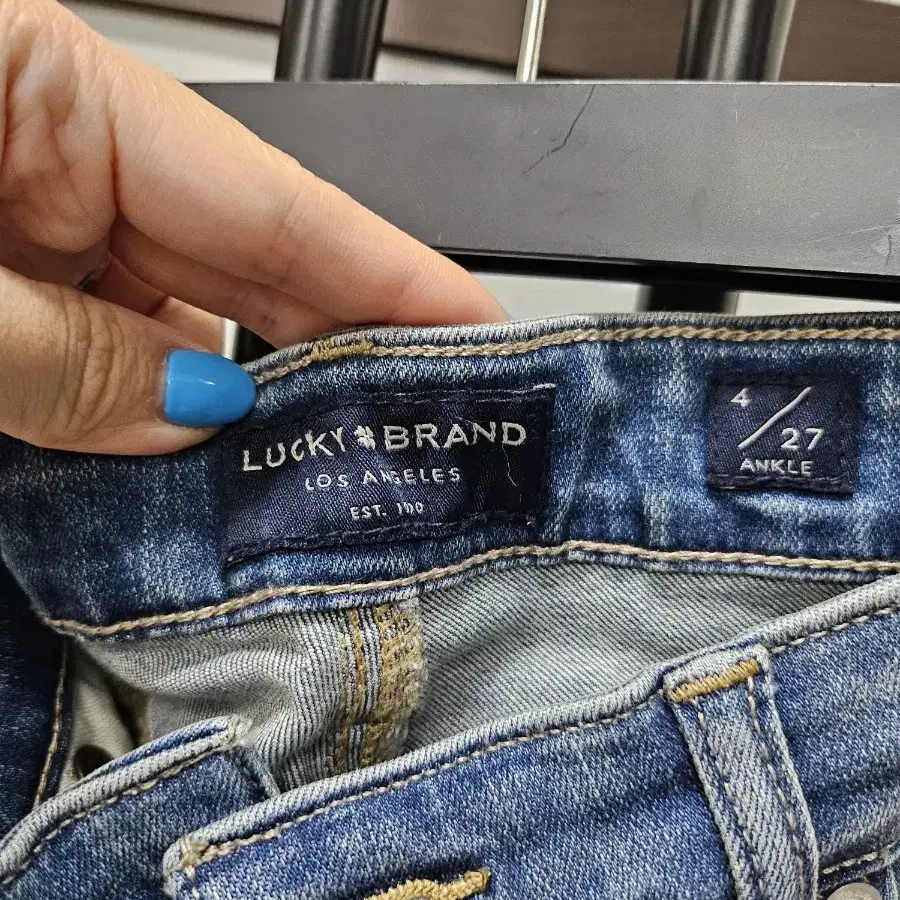 LUCKY BRAND
LOS ANGELES
EST.
4/27
ANKLE